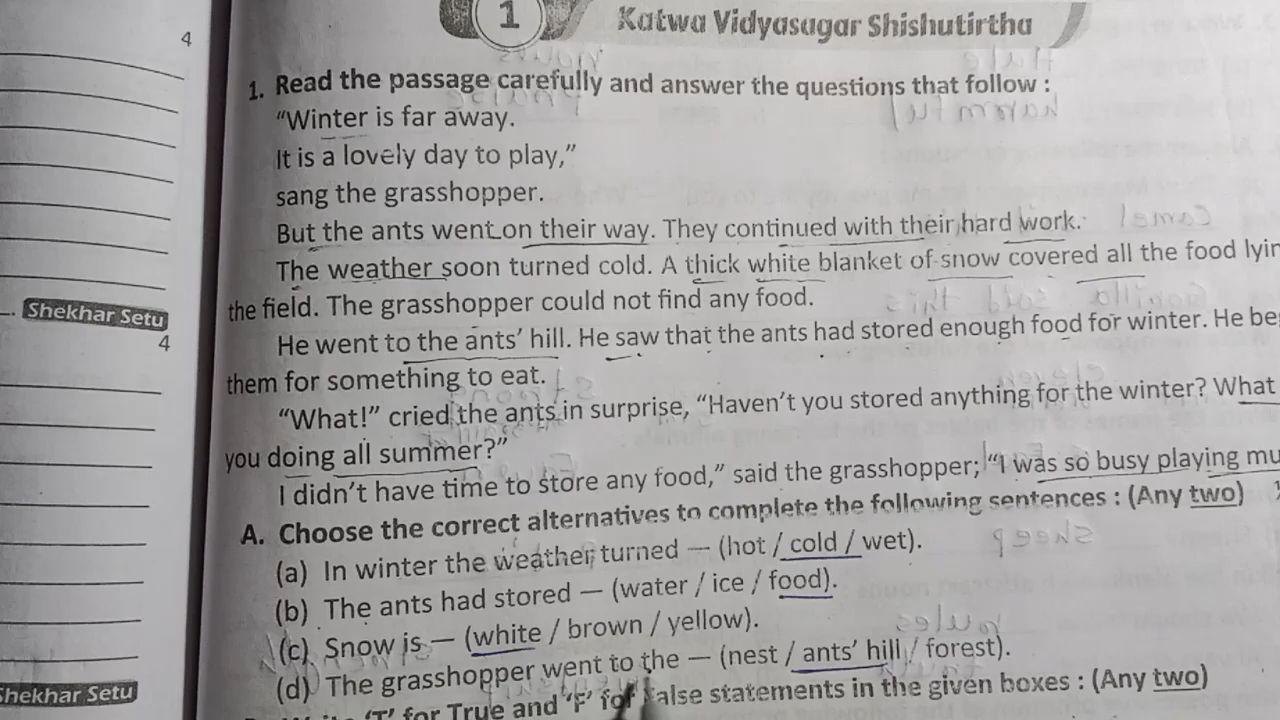 4
1 Katwa Vidyasagar Shishutirtha
1. Read the passage carefully and answer the questions that follow :
"Winter is far away.
It is a lovely day to play,"
sang the grasshopper.
But the ants went on their way. They continued with their hard work.
The weather soon turned cold. A thick white blanket of snow covered all the food
the field. The grasshopper could not find any food.
He went to the ants' hill. He saw that the ants had stored enough food for winter. He
them for something to eat.
"What!" cried the ants in surprise, "Haven't you stored anything for the winter? What
you doing all summer?"
I didn't have time to store any food," said the grasshopper; "I was so busy playing
A. Choose the correct alternatives to complete the following sentences : (Any two)
(a) In winter the weather turned — (hot / cold / wet).
(b) The ants had stored — (water / ice / food).
(c) Snow is — (white / brown / yellow).
(d) The grasshopper went to the — (nest / ants' hill / forest).
'T' for True and 'F' for False statements in the given boxes : (Any two)
Shekhar Setu
4
Shekhar Setu